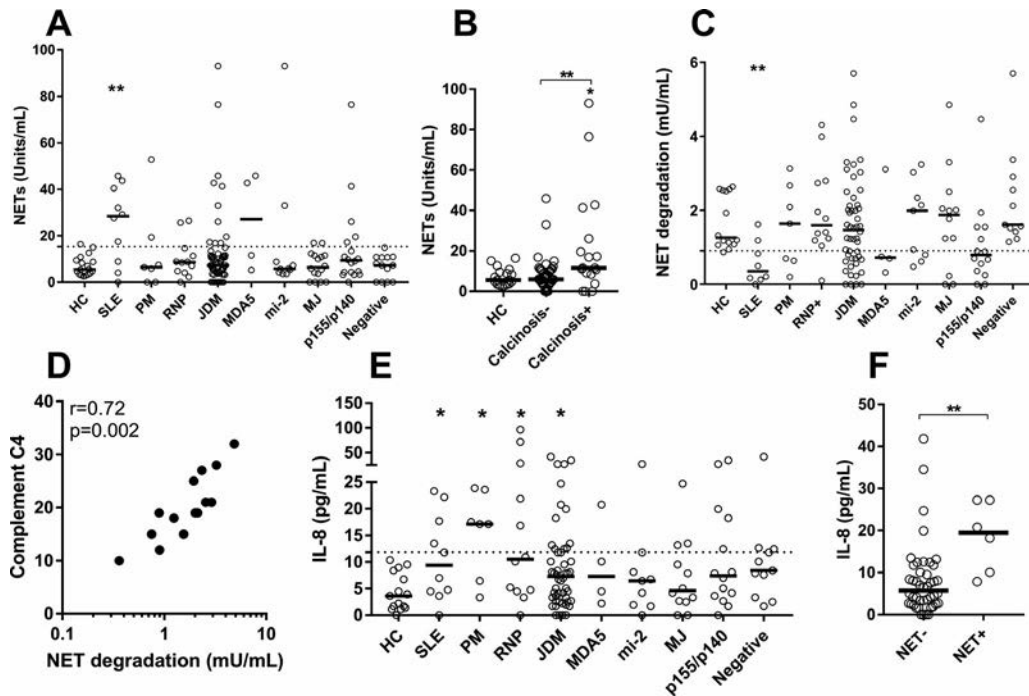 A
NETs (Units/mL)
100
80
60
40
20
0
**
HC
SLE
PM
RNP
JDM
MDA5
mi-2
MJ
p155/p140
Negative
B
NETs (Units/mL)
100
80
60
40
20
0
**
*
HC
Calcinosis-
Calcinosis+
C
NET degradation (mU/mL)
6
4
2
0
**
HC
SLE
PM
RNP+
JDM
MDA5
mi-2
MJ
p155/p140
Negative
D
Complement C4
40
30
20
10
0
r=0.72
p=0.002
0.1
1
10
NET degradation (mU/mL)
E
IL-8 (pg/mL)
150
100
50
25
20
15
10
5
0
*
*
*
*
HC
SLE
PM
RNP
JDM
MDA5
mi-2
MJ
p155/p140
Negative
F
IL-8 (pg/mL)
50
40
30
20
10
0
**
NET-
NET+